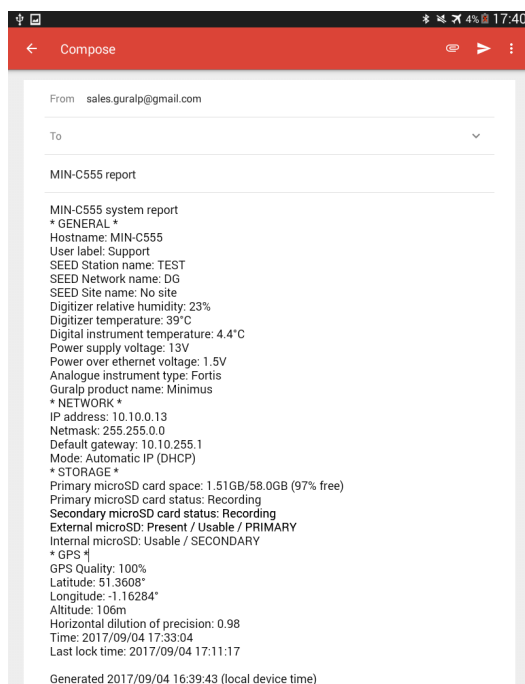 4% 17:40
Compose
From sales.guralp@gmail.com
To
MIN-C555 report
MIN-C555 system report
* GENERAL *
Hostname: MIN-C555
User label: Support
SEED Station name: TEST
SEED Network name: DG
SEED Site name: No site
Digitizer relative humidity: 23%
Digitizer temperature: 39°C
Digital instrument temperature: 4.4°C
Power supply voltage: 13V
Power over ethernet voltage: 1.5V
Analogue instrument type: Fortis
Guralp product name: Minimus
* NETWORK *
IP address: 10.10.0.13
Netmask: 255.255.0.0
Default gateway: 10.10.255.1
Mode: Automatic IP (DHCP)
* STORAGE *
Primary microSD card space: 1.51GB/58.0GB (97% free)
Primary microSD card status: Recording
Secondary microSD card status: Recording
External microSD: Present / Usable / PRIMARY
Internal microSD: Usable / SECONDARY
* GPS *
GPS Quality: 100%
Latitude: 51.3608°
Longitude: -1.16284°
Altitude: 106m
Horizontal dilution of precision: 0.98
Time: 2017/09/04 17:33:04
Last lock time: 2017/09/04 17:11:17
Generated 2017/09/04 16:39:43 (local device time)